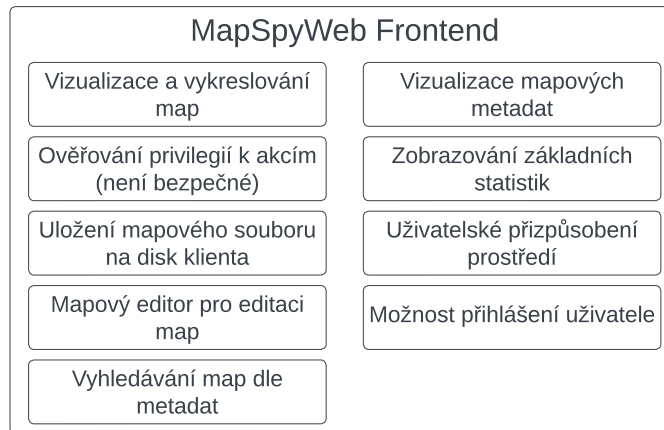 MapSpyWeb Frontend
Vizualizace a vykreslování
map
Vizualizace mapových
metadat
Ověřování privilegií k akcím
(není bezpečné)
Zobrazování základních
statistik
Uložení mapového souboru
na disk klienta
Uživatelské přizpůsobení
prostředí
Mapový editor pro editaci
map
Možnost přihlášení uživatele
Vyhledávání map dle
metadat